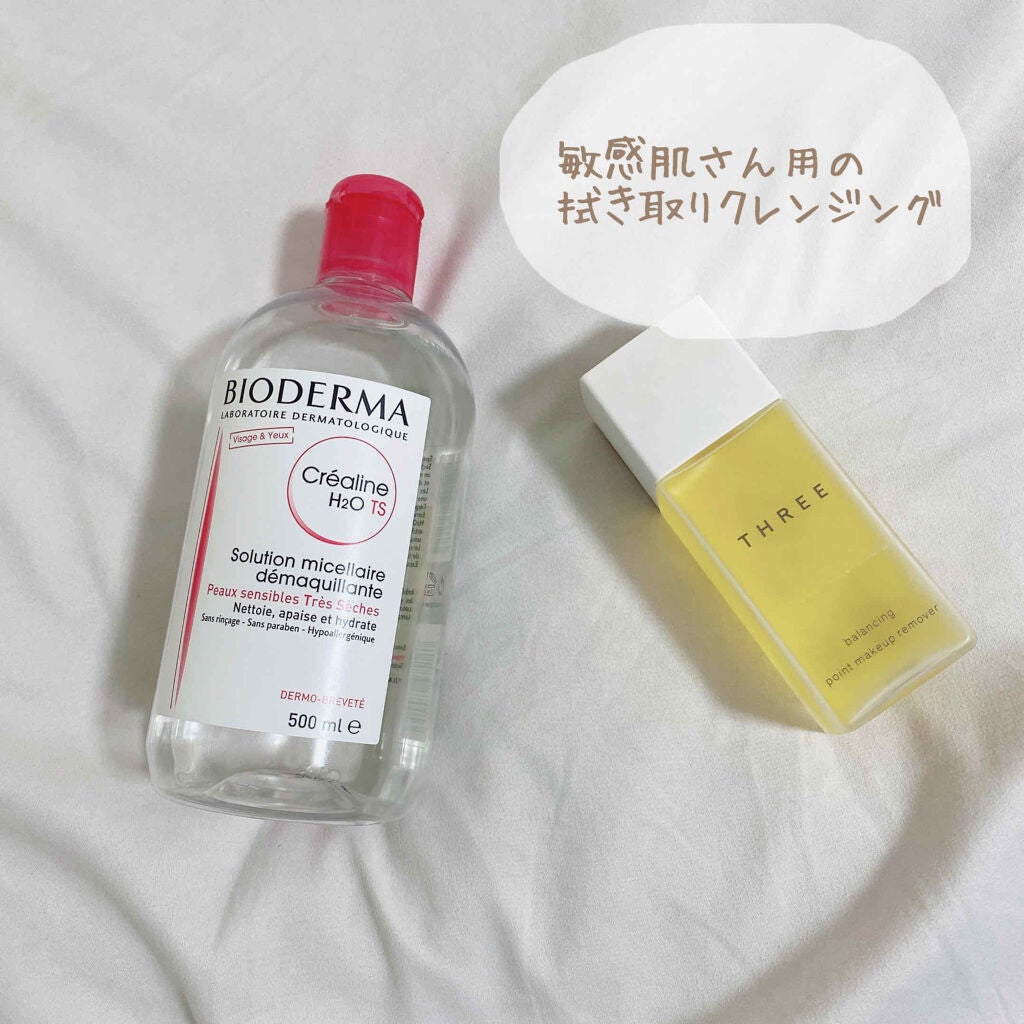 敏感肌さん用の
拭き取りクレンジング
BIODERMA
LABORATOIRE DERMATOLOGIQUE
Visage & Yeux
Créaline
H2O TS
Solution micellaire
démaquillante
Peaux sensibles Très Sèches
Nettoie, apaise et hydrate
Sans rinçage - Sans paraben - Hypoallergénique
DERMO-BREVETÉ
500 ml e
THREE
balancing
point makeup remover